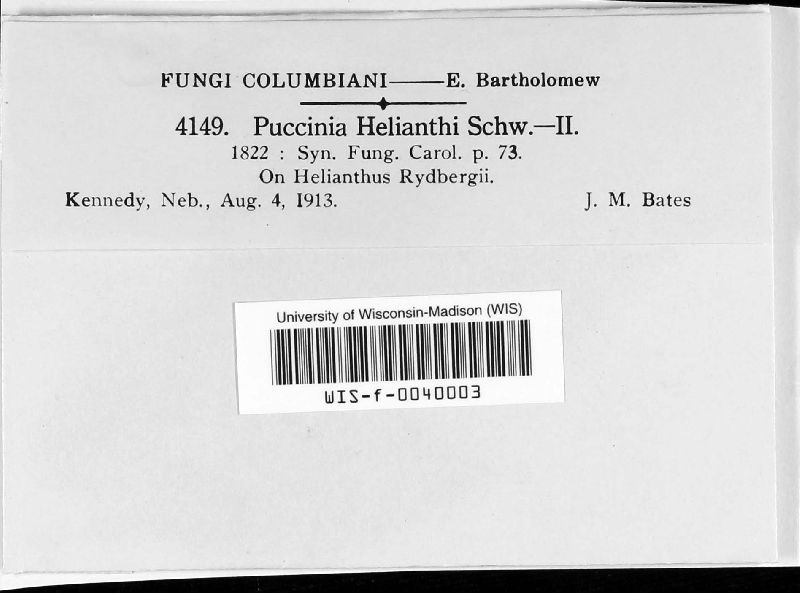 FUNGI COLUMBIANI——E. Bartholomew
4149. Puccinia Helianthi Schw.—II.
1822 : Syn. Fung. Carol. p. 73.
On Helianthus Rydbergii.
Kennedy, Neb., Aug. 4, 1913. J. M. Bates
University of Wisconsin-Madison (WIS)
WIS-f-0040003